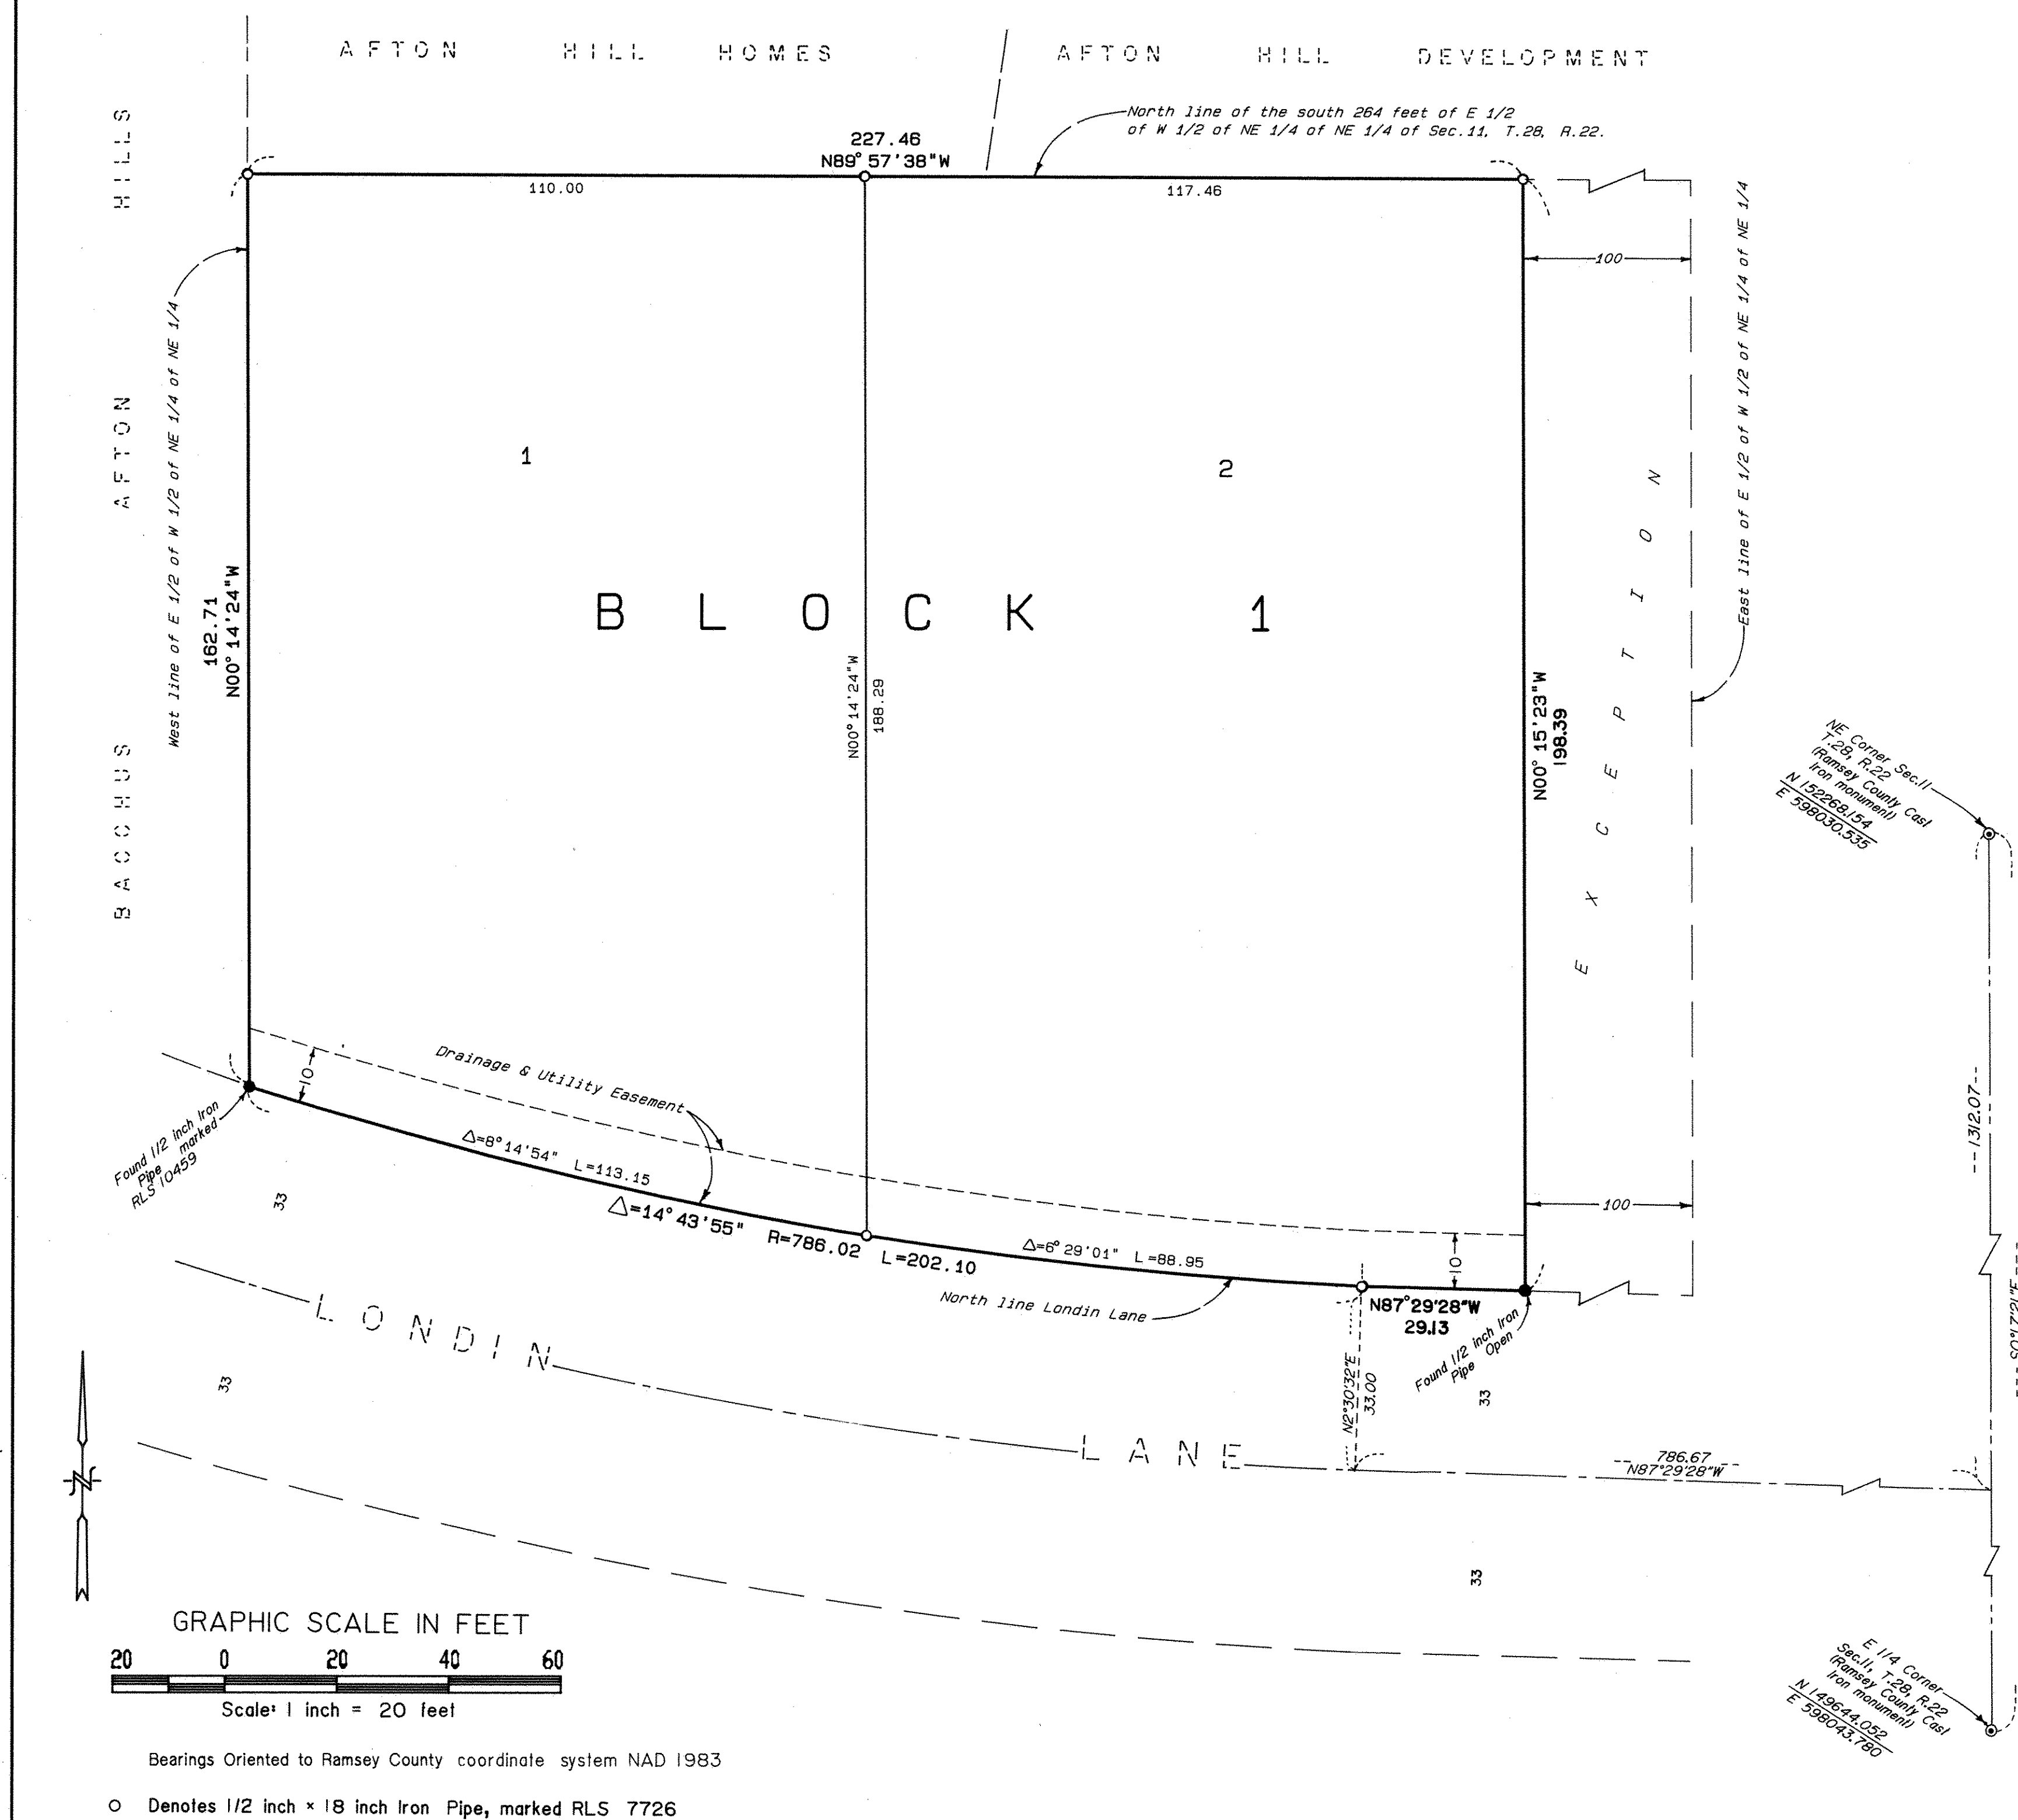 AFTON HILL HOMES
AFTON HILL DEVELOPMENT
North line of the south 264 feet of E 1/2
of W 1/2 of NE 1/4 of NE 1/4 of Sec.11, T.28, R.22.
227.46
N89°57'38"W
110.00
117.46
BACCHUS AFTON HILLS
West line of E 1/2 of W 1/2 of NE 1/4 of NE 1/4
162.71
N00°14'24"W
100
East line of E 1/2 of W 1/2 of NE 1/4 of NE 1/4
1
2
BLOCK 1
N00°14'24"W
188.29
N00°15'23"W
198.39
EXCEPTION
NE Corner Sec.11
T.28, R.22
(Ramsey County Cast
Iron monument)
N 152268.154
E 598030.535
1312.07
Drainage & Utility Easement
10
Found 1/2 inch Iron
Pipe marked
RLS 10459
△=8°14'54" L=113.15
△=14°43'55" R=786.02 L=202.10
△=6°29'01" L=88.95
10
100
North line Londin Lane
N87°29'28"W
29.13
Found 1/2 inch Iron
Pipe Open
33
33
LONDIN LANE
N2°30'32"E
33.00
33
786.67
N87°29'28"W
33
E 1/4 Corner
Sec.11, T.28, R.22
(Ramsey County Cast
Iron monument)
N 149644.052
E 598043.780
N
GRAPHIC SCALE IN FEET
20 0 20 40 60
Scale: 1 inch = 20 feet
Bearings Oriented to Ramsey County coordinate system NAD 1983
○ Denotes 1/2 inch × 18 inch Iron Pipe, marked RLS 7726